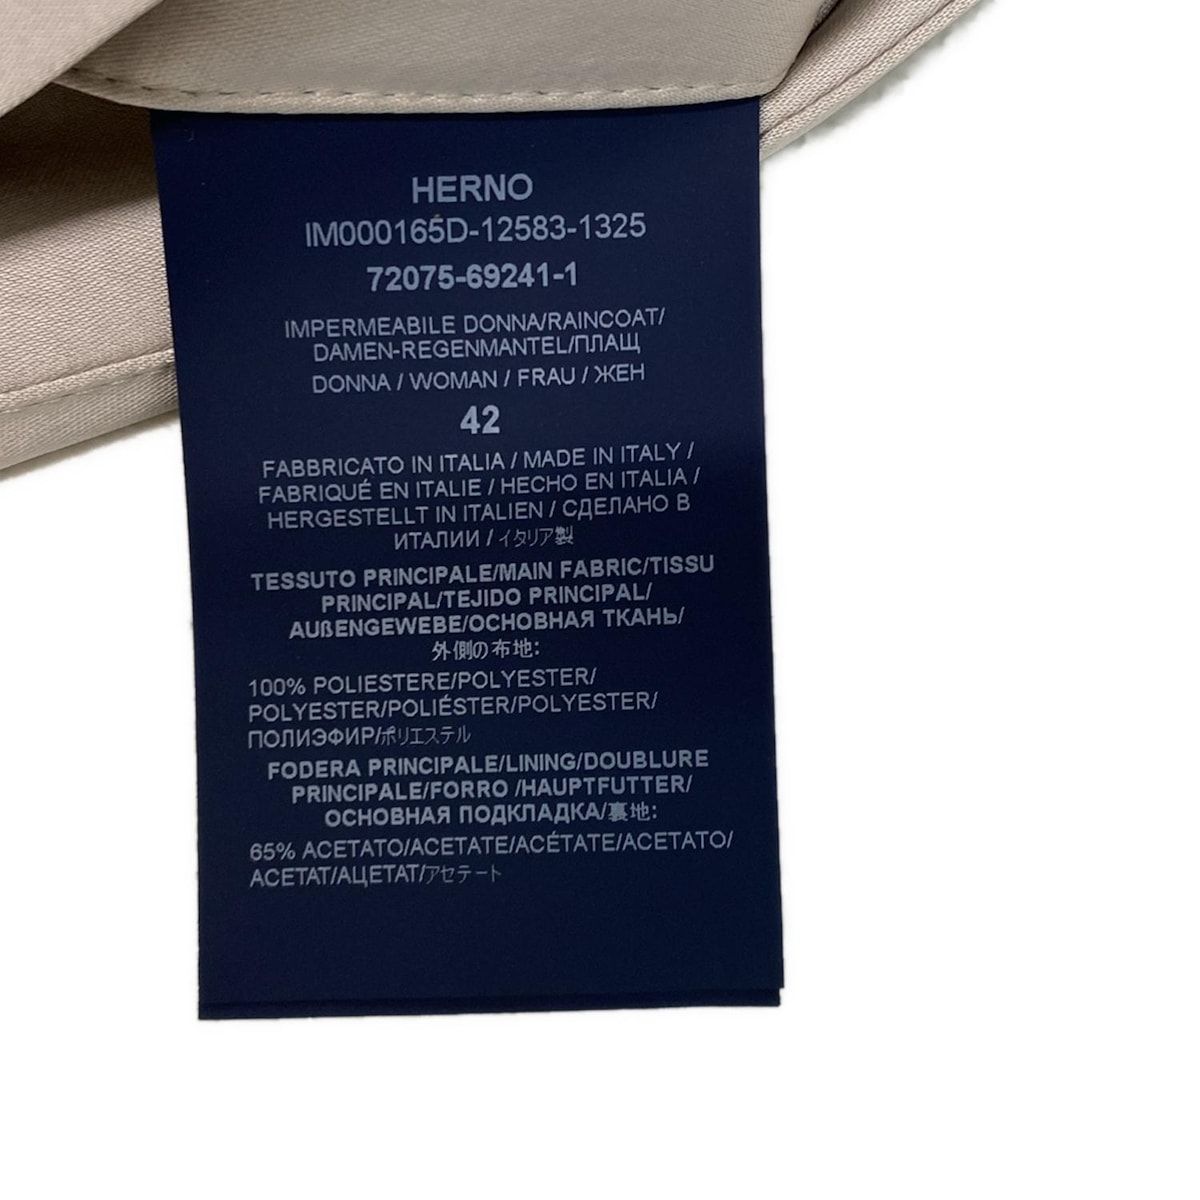 HERNO
IM000165D-12583-1325
72075-69241-1
IMPERMEABILE DONNA/RAINCOAT/
DAMEN-REGENMANTEL/ПЛАЩ
DONNA / WOMAN / FRAU / ЖЕН
42
FABBRICATO IN ITALIA / MADE IN ITALY /
FABRIQUÉ EN ITALIE / HECHO EN ITALIA /
HERGESTELLT IN ITALIEN / СДЕЛАНО В
ИТАЛИИ / イタリア製
TESSUTO PRINCIPALE/MAIN FABRIC/TISSU
PRINCIPAL/TEJIDO PRINCIPAL/
AUßENGEWEBE/ОСНОВНАЯ ТКАНЬ/
外側の布地:
100% POLIESTERE/POLYESTER/
POLYESTER/POLIÉSTER/POLYESTER/
ПОЛИЭФИР/ポリエステル
FODERA PRINCIPALE/LINING/DOUBLURE
PRINCIPALE/FORRO /HAUPTFUTTER/
ОСНОВНАЯ ПОДКЛАДКА/裏地:
65% ACETATO/ACETATE/ACÉTATE/ACETATO/
ACETAT/АЦЕТАТ/アセテート